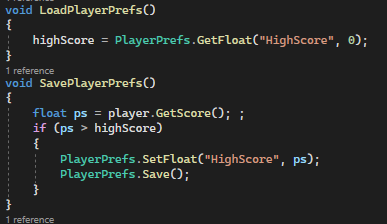 void LoadPlayerPrefs()
{
highScore = PlayerPrefs.GetFloat("HighScore", 0);
}
1 reference
void SavePlayerPrefs()
{
float ps = player.GetScore(); ;
if (ps > highScore)
{
PlayerPrefs.SetFloat("HighScore", ps);
PlayerPrefs.Save();
}
}
1 reference